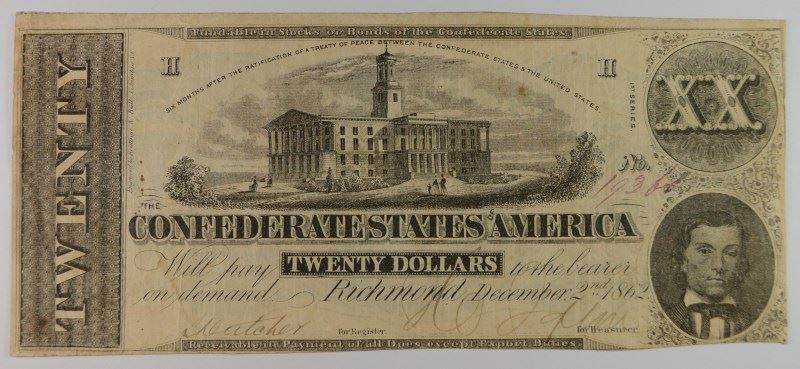 Fundable in Stocks or Bonds of the Confederate States.
SIX MONTHS AFTER THE RATIFICATION OF A TREATY OF PEACE BETWEEN THE CONFEDERATE STATES & THE UNITED STATES.
H
H
1ST SERIES
XX
TWENTY
No.
THE
CONFEDERATE STATES OF AMERICA
Will pay TWENTY DOLLARS to the bearer
on demand Richmond December 2nd 1862
for Register.
for Treasurer.
Receivable in Payment of all Dues except Export Duties.